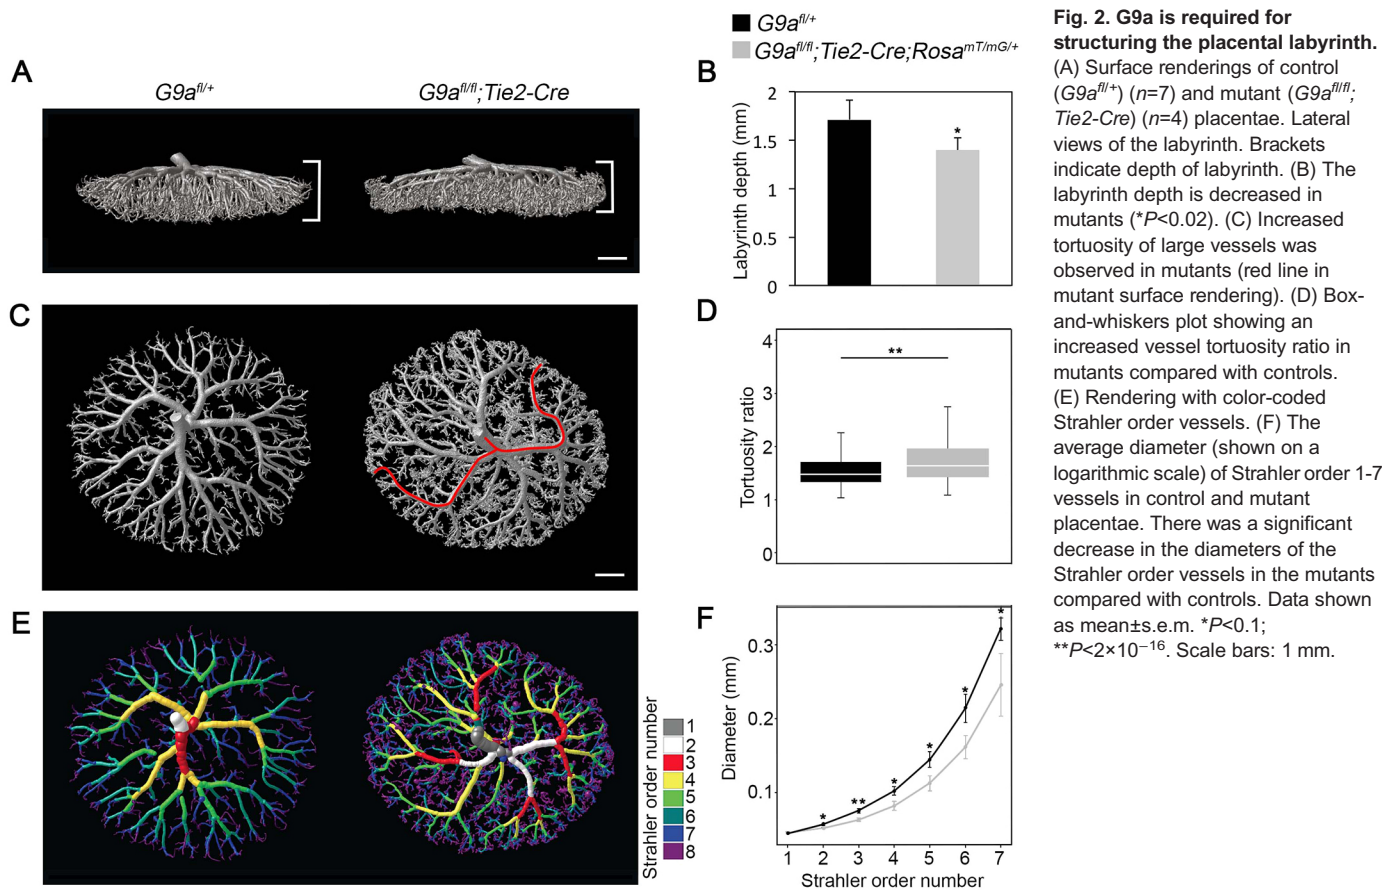 G9a^fl/+
G9a^fl/fl;Tie2-Cre;Rosa^mT/mG/+
A
G9a^fl/+
G9a^fl/fl;Tie2-Cre
B
Labyrinth depth (mm)
2
1.5
1
0.5
0
*
C
D
Tortuosity ratio
4
3
2
1
0
**
E
Strahler order number
1
2
3
4
5
6
7
8
F
Diameter (mm)
0.3
0.2
0.1
*
**
*
*
*
*
1 2 3 4 5 6 7
Strahler order number
Fig. 2. G9a is required for
structuring the placental labyrinth.
(A) Surface renderings of control
(G9a^fl/+) (n=7) and mutant (G9a^fl/fl;
Tie2-Cre) (n=4) placentae. Lateral
views of the labyrinth. Brackets
indicate depth of labyrinth. (B) The
labyrinth depth is decreased in
mutants (*P<0.02). (C) Increased
tortuosity of large vessels was
observed in mutants (red line in
mutant surface rendering). (D) Box-
and-whiskers plot showing an
increased vessel tortuosity ratio in
mutants compared with controls.
(E) Rendering with color-coded
Strahler order vessels. (F) The
average diameter (shown on a
logarithmic scale) of Strahler order 1-7
vessels in control and mutant
placentae. There was a significant
decrease in the diameters of the
Strahler order vessels in the mutants
compared with controls. Data shown
as mean±s.e.m. *P<0.1;
**P<2×10⁻¹⁶. Scale bars: 1 mm.